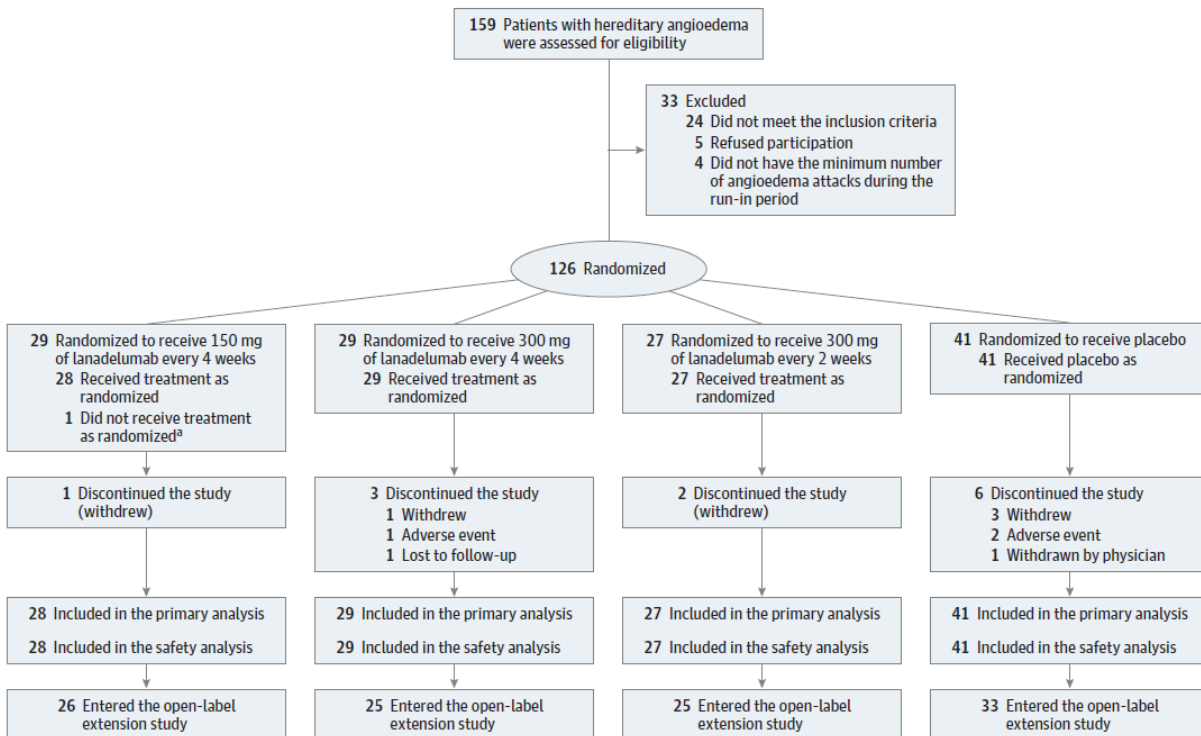 159 Patients with hereditary angioedema
were assessed for eligibility
33 Excluded
24 Did not meet the inclusion criteria
5 Refused participation
4 Did not have the minimum number
of angioedema attacks during the
run-in period
126 Randomized
29 Randomized to receive 150 mg
of lanadelumab every 4 weeks
28 Received treatment as
randomized
1 Did not receive treatment
as randomizedᵃ
29 Randomized to receive 300 mg
of lanadelumab every 4 weeks
29 Received treatment as
randomized
27 Randomized to receive 300 mg
of lanadelumab every 2 weeks
27 Received treatment as
randomized
41 Randomized to receive placebo
41 Received placebo as
randomized
1 Discontinued the study
(withdrew)
3 Discontinued the study
1 Withdrew
1 Adverse event
1 Lost to follow-up
2 Discontinued the study
(withdrew)
6 Discontinued the study
3 Withdrew
2 Adverse event
1 Withdrawn by physician
28 Included in the primary analysis
28 Included in the safety analysis
29 Included in the primary analysis
29 Included in the safety analysis
27 Included in the primary analysis
27 Included in the safety analysis
41 Included in the primary analysis
41 Included in the safety analysis
26 Entered the open-label
extension study
25 Entered the open-label
extension study
25 Entered the open-label
extension study
33 Entered the open-label
extension study